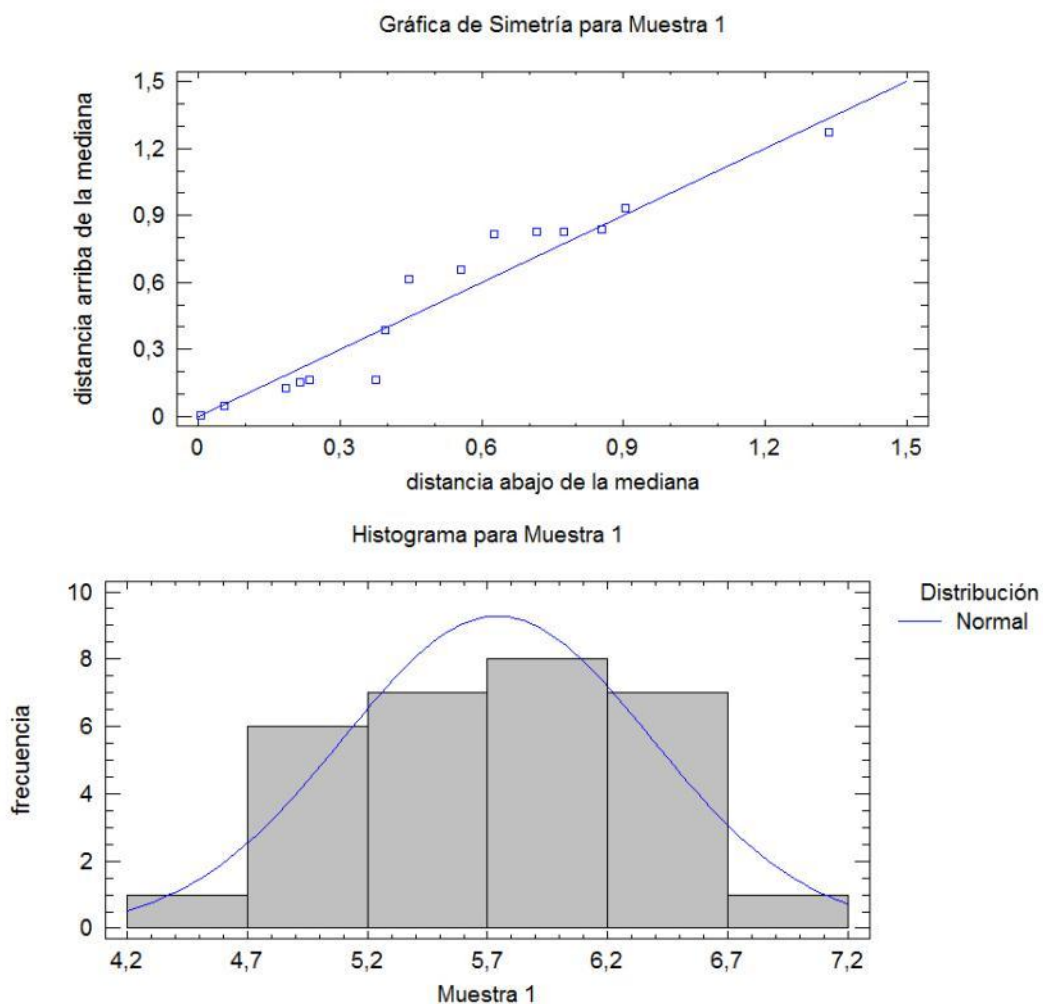 Gráfica de Simetría para Muestra 1
distancia arriba de la mediana
1,5
1,2
0,9
0,6
0,3
0
0 0,3 0,6 0,9 1,2 1,5
distancia abajo de la mediana
Histograma para Muestra 1
frecuencia
10
8
6
4
2
0
4,2 4,7 5,2 5,7 6,2 6,7 7,2
Muestra 1
Distribución
Normal